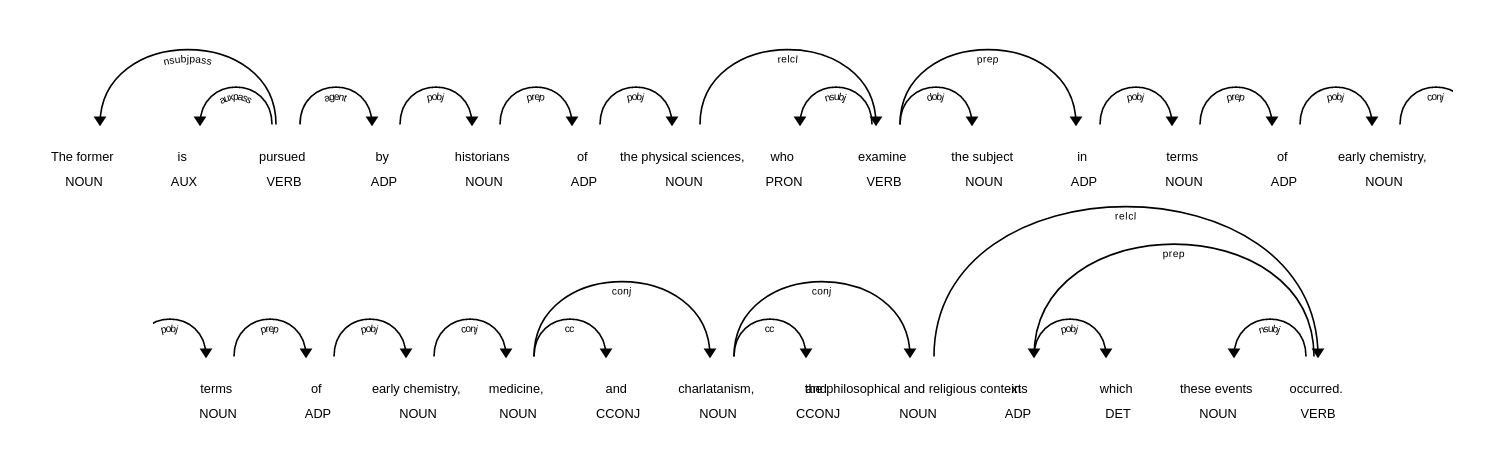 nsubjpass relcl prep
auxpass agent pobj prep pobj nsubj dobj pobj prep pobj conj
The former is pursued by historians of the physical sciences, who examine the subject in terms of early chemistry,
NOUN AUX VERB ADP NOUN ADP NOUN PRON VERB NOUN ADP NOUN ADP NOUN
relcl
prep
conj conj
pobj prep pobj conj cc cc pobj nsubj
terms of early chemistry, medicine, and charlatanism, and the philosophical and religious contexts in which these events occurred.
NOUN ADP NOUN NOUN CCONJ NOUN CCONJ NOUN ADP DET NOUN VERB